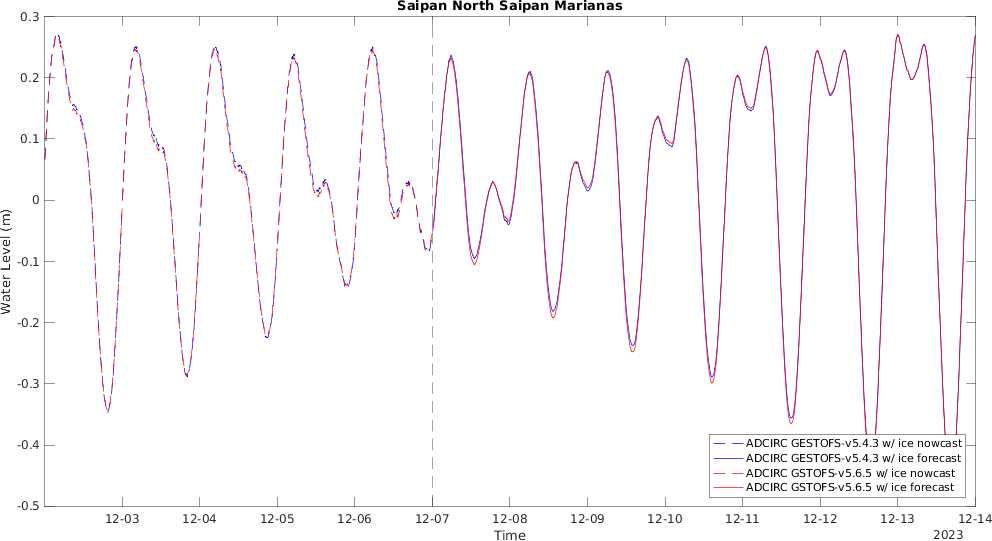 Saipan North Saipan Marianas
0.3
0.2
0.1
0
-0.1
-0.2
-0.3
-0.4
-0.5
Water Level (m)
ADCIRC GESTOFS-v5.4.3 w/ ice nowcast
ADCIRC GESTOFS-v5.4.3 w/ ice forecast
ADCIRC GSTOFS-v5.6.5 w/ ice nowcast
ADCIRC GSTOFS-v5.6.5 w/ ice forecast
12-03 12-04 12-05 12-06 12-07 12-08 12-09 12-10 12-11 12-12 12-13 12-14
Time
2023